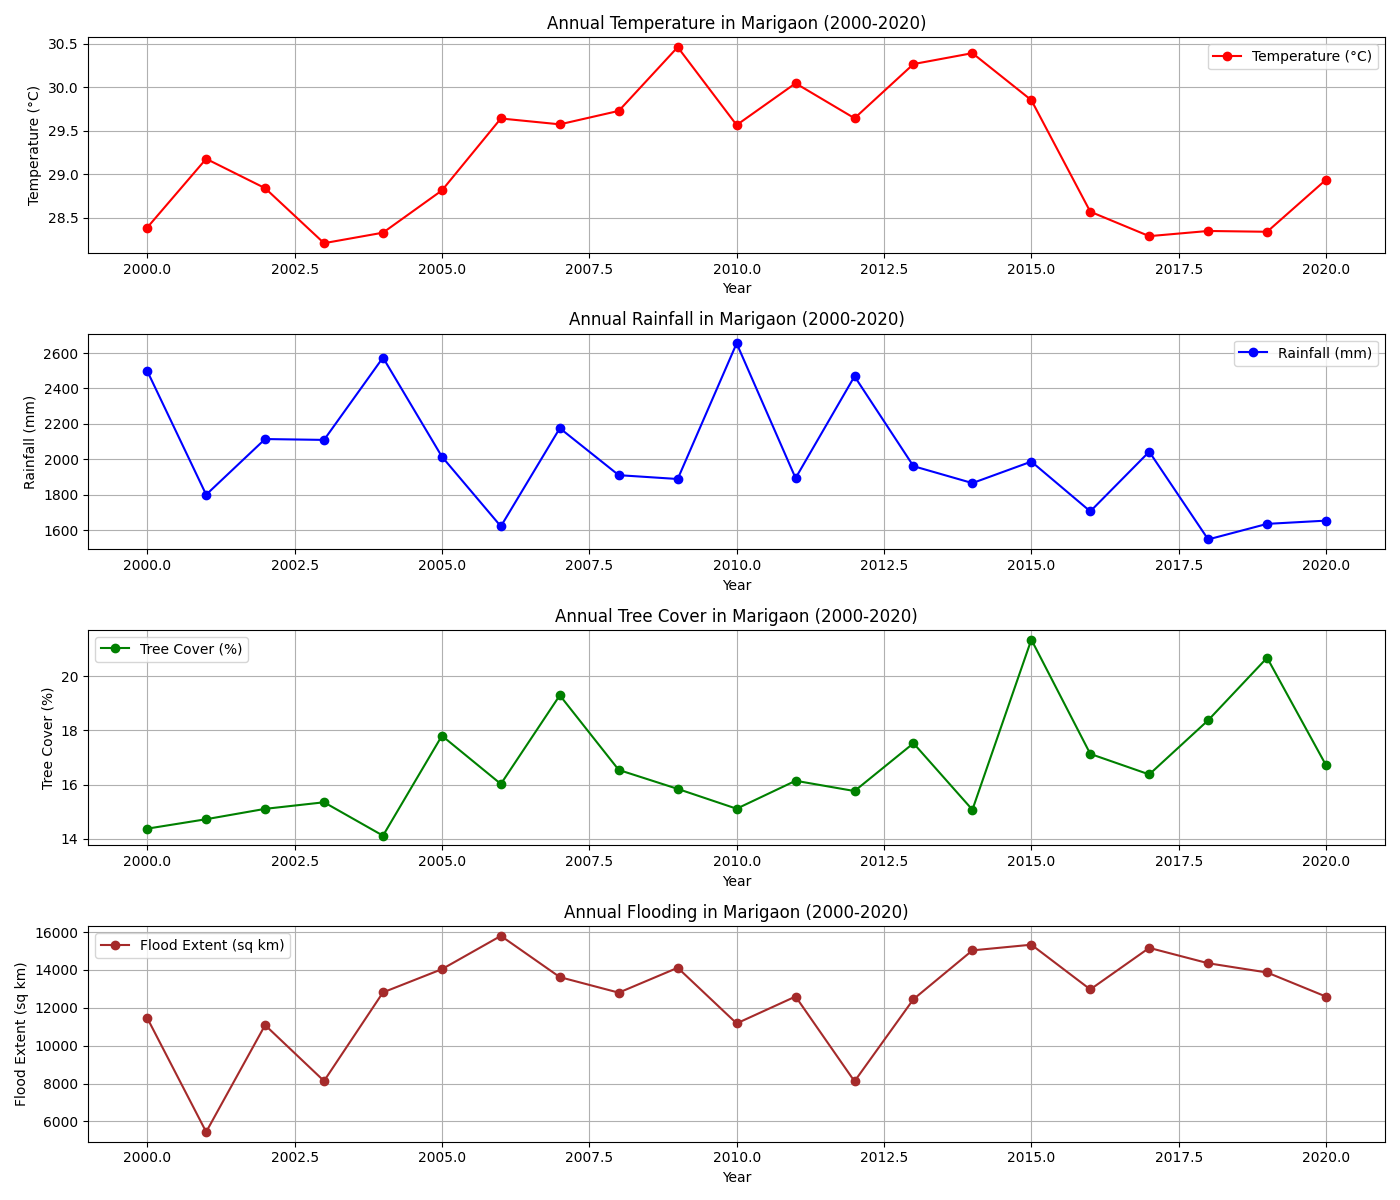 Annual Temperature in Marigaon (2000-2020)
Temperature (°C)
30.5
30.0
29.5
29.0
28.5
Temperature (°C)
2000.0 2002.5 2005.0 2007.5 2010.0 2012.5 2015.0 2017.5 2020.0
Year
Annual Rainfall in Marigaon (2000-2020)
Rainfall (mm)
2600
2400
2200
2000
1800
1600
Rainfall (mm)
2000.0 2002.5 2005.0 2007.5 2010.0 2012.5 2015.0 2017.5 2020.0
Year
Annual Tree Cover in Marigaon (2000-2020)
Tree Cover (%)
20
18
16
14
Tree Cover (%)
2000.0 2002.5 2005.0 2007.5 2010.0 2012.5 2015.0 2017.5 2020.0
Year
Annual Flooding in Marigaon (2000-2020)
Flood Extent (sq km)
16000
14000
12000
10000
8000
6000
Flood Extent (sq km)
2000.0 2002.5 2005.0 2007.5 2010.0 2012.5 2015.0 2017.5 2020.0
Year